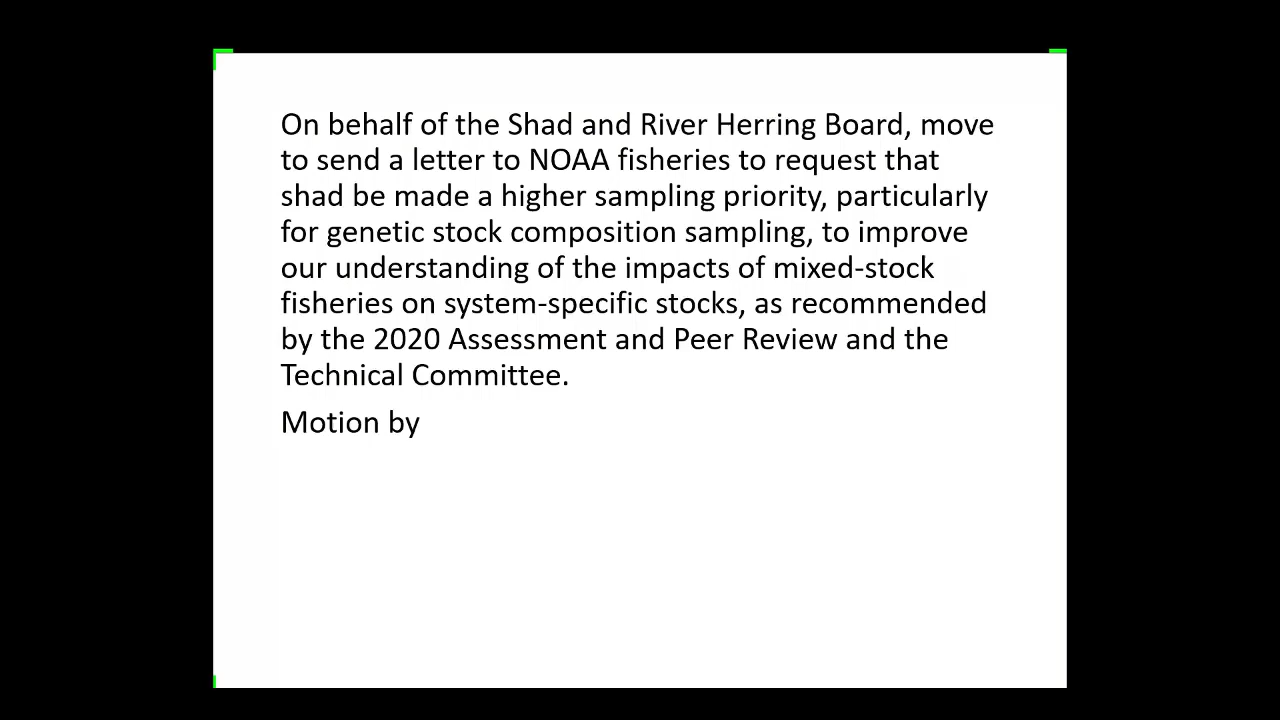 On behalf of the Shad and River Herring Board, move
to send a letter to NOAA fisheries to request that
shad be made a higher sampling priority, particularly
for genetic stock composition sampling, to improve
our understanding of the impacts of mixed-stock
fisheries on system-specific stocks, as recommended
by the 2020 Assessment and Peer Review and the
Technical Committee.
Motion by